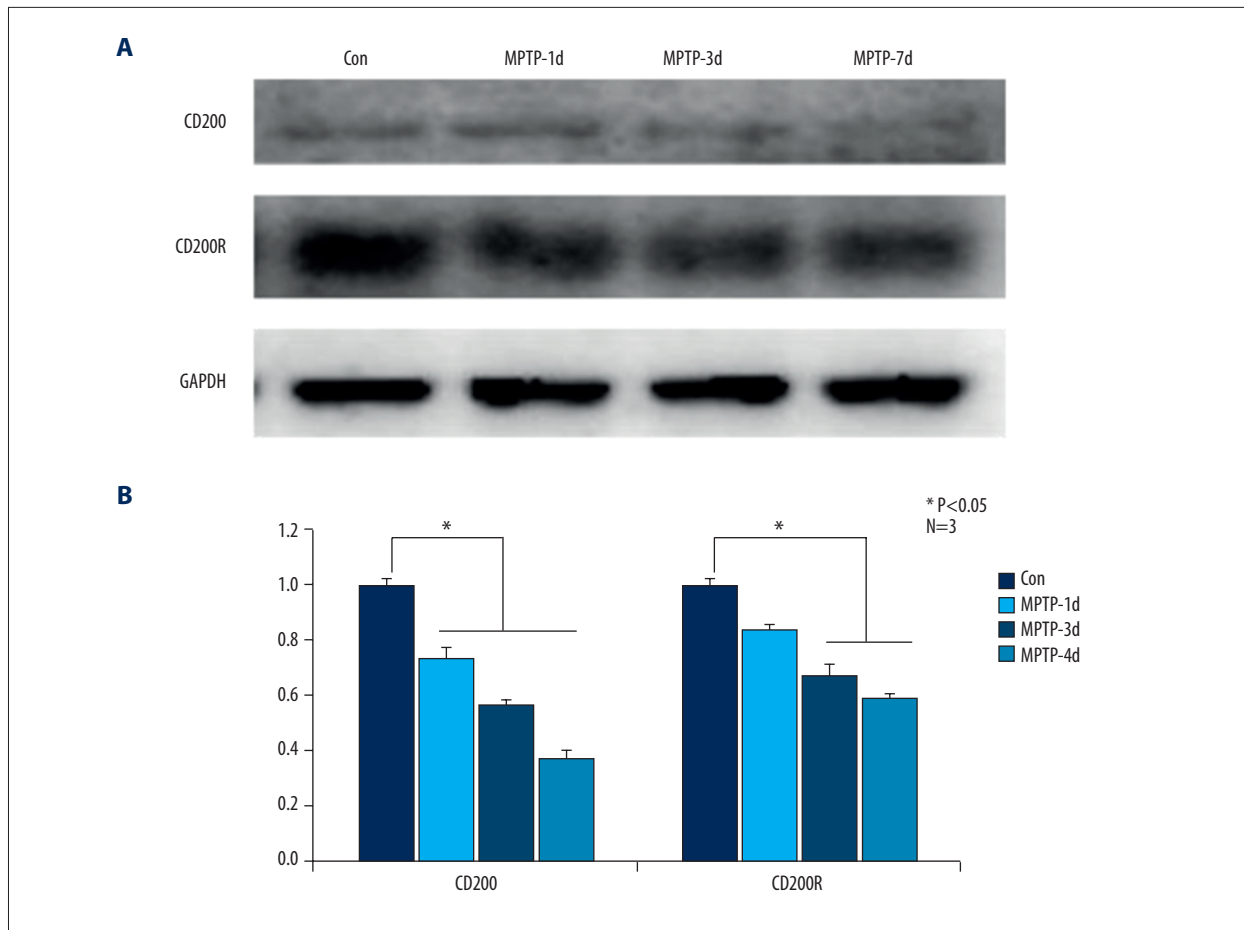 A
Con MPTP-1d MPTP-3d MPTP-7d
CD200
CD200R
GAPDH
B
* P<0.05
N=3
* *
1.2
1.0
0.8
0.6
0.4
0.2
0.0
Con
MPTP-1d
MPTP-3d
MPTP-4d
CD200 CD200R